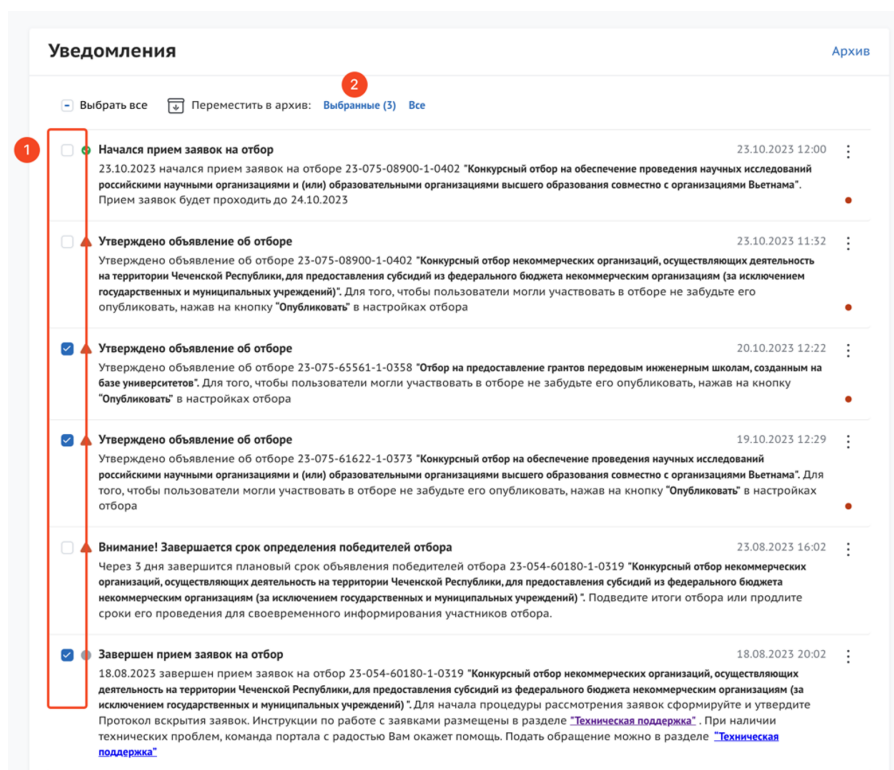 Уведомления
Архив
2
Выбрать все Переместить в архив: Выбранные (3) Все
1
Начался прием заявок на отбор 23.10.2023 12:00
23.10.2023 начался прием заявок на отборе 23-075-08900-1-0402 "Конкурсный отбор на обеспечение проведения научных исследований
российскими научными организациями и (или) образовательными организациями высшего образования совместно с организациями Вьетнама".
Прием заявок будет проходить до 24.10.2023
Утверждено объявление об отборе 23.10.2023 11:32
Утверждено объявление об отборе 23-075-08900-1-0402 "Конкурсный отбор некоммерческих организаций, осуществляющих деятельность
на территории Чеченской Республики, для предоставления субсидий из федерального бюджета некоммерческим организациям (за исключением
государственных и муниципальных учреждений)". Для того, чтобы пользователи могли участвовать в отборе не забудьте его
опубликовать, нажав на кнопку "Опубликовать" в настройках отбора
Утверждено объявление об отборе 20.10.2023 12:22
Утверждено объявление об отборе 23-075-65561-1-0358 "Отбор на предоставление грантов передовым инженерным школам, созданным на
базе университетов". Для того, чтобы пользователи могли участвовать в отборе не забудьте его опубликовать, нажав на кнопку
"Опубликовать" в настройках отбора
Утверждено объявление об отборе 19.10.2023 12:29
Утверждено объявление об отборе 23-075-61622-1-0373 "Конкурсный отбор на обеспечение проведения научных исследований
российскими научными организациями и (или) образовательными организациями высшего образования совместно с организациями Вьетнама". Для
того, чтобы пользователи могли участвовать в отборе не забудьте его опубликовать, нажав на кнопку "Опубликовать" в настройках
отбора
Внимание! Завершается срок определения победителей отбора 23.08.2023 16:02
Через 3 дня завершится плановый срок объявления победителей отбора 23-054-60180-1-0319 "Конкурсный отбор некоммерческих
организаций, осуществляющих деятельность на территории Чеченской Республики, для предоставления субсидий из федерального бюджета
некоммерческим организациям (за исключением государственных и муниципальных учреждений) ". Подведите итоги отбора или продлите
сроки его проведения для своевременного информирования участников отбора.
Завершен прием заявок на отбор 18.08.2023 20:02
18.08.2023 завершен прием заявок на отбор 23-054-60180-1-0319 "Конкурсный отбор некоммерческих организаций, осуществляющих
деятельность на территории Чеченской Республики, для предоставления субсидий из федерального бюджета некоммерческим организациям (за
исключением государственных и муниципальных учреждений) ". Для начала процедуры рассмотрения заявок сформируйте и утвердите
Протокол вскрытия заявок. Инструкции по работе с заявками размещены в разделе "Техническая поддержка" . При наличии
технических проблем, команда портала с радостью Вам окажет помощь. Подать обращение можно в разделе "Техническая
поддержка"